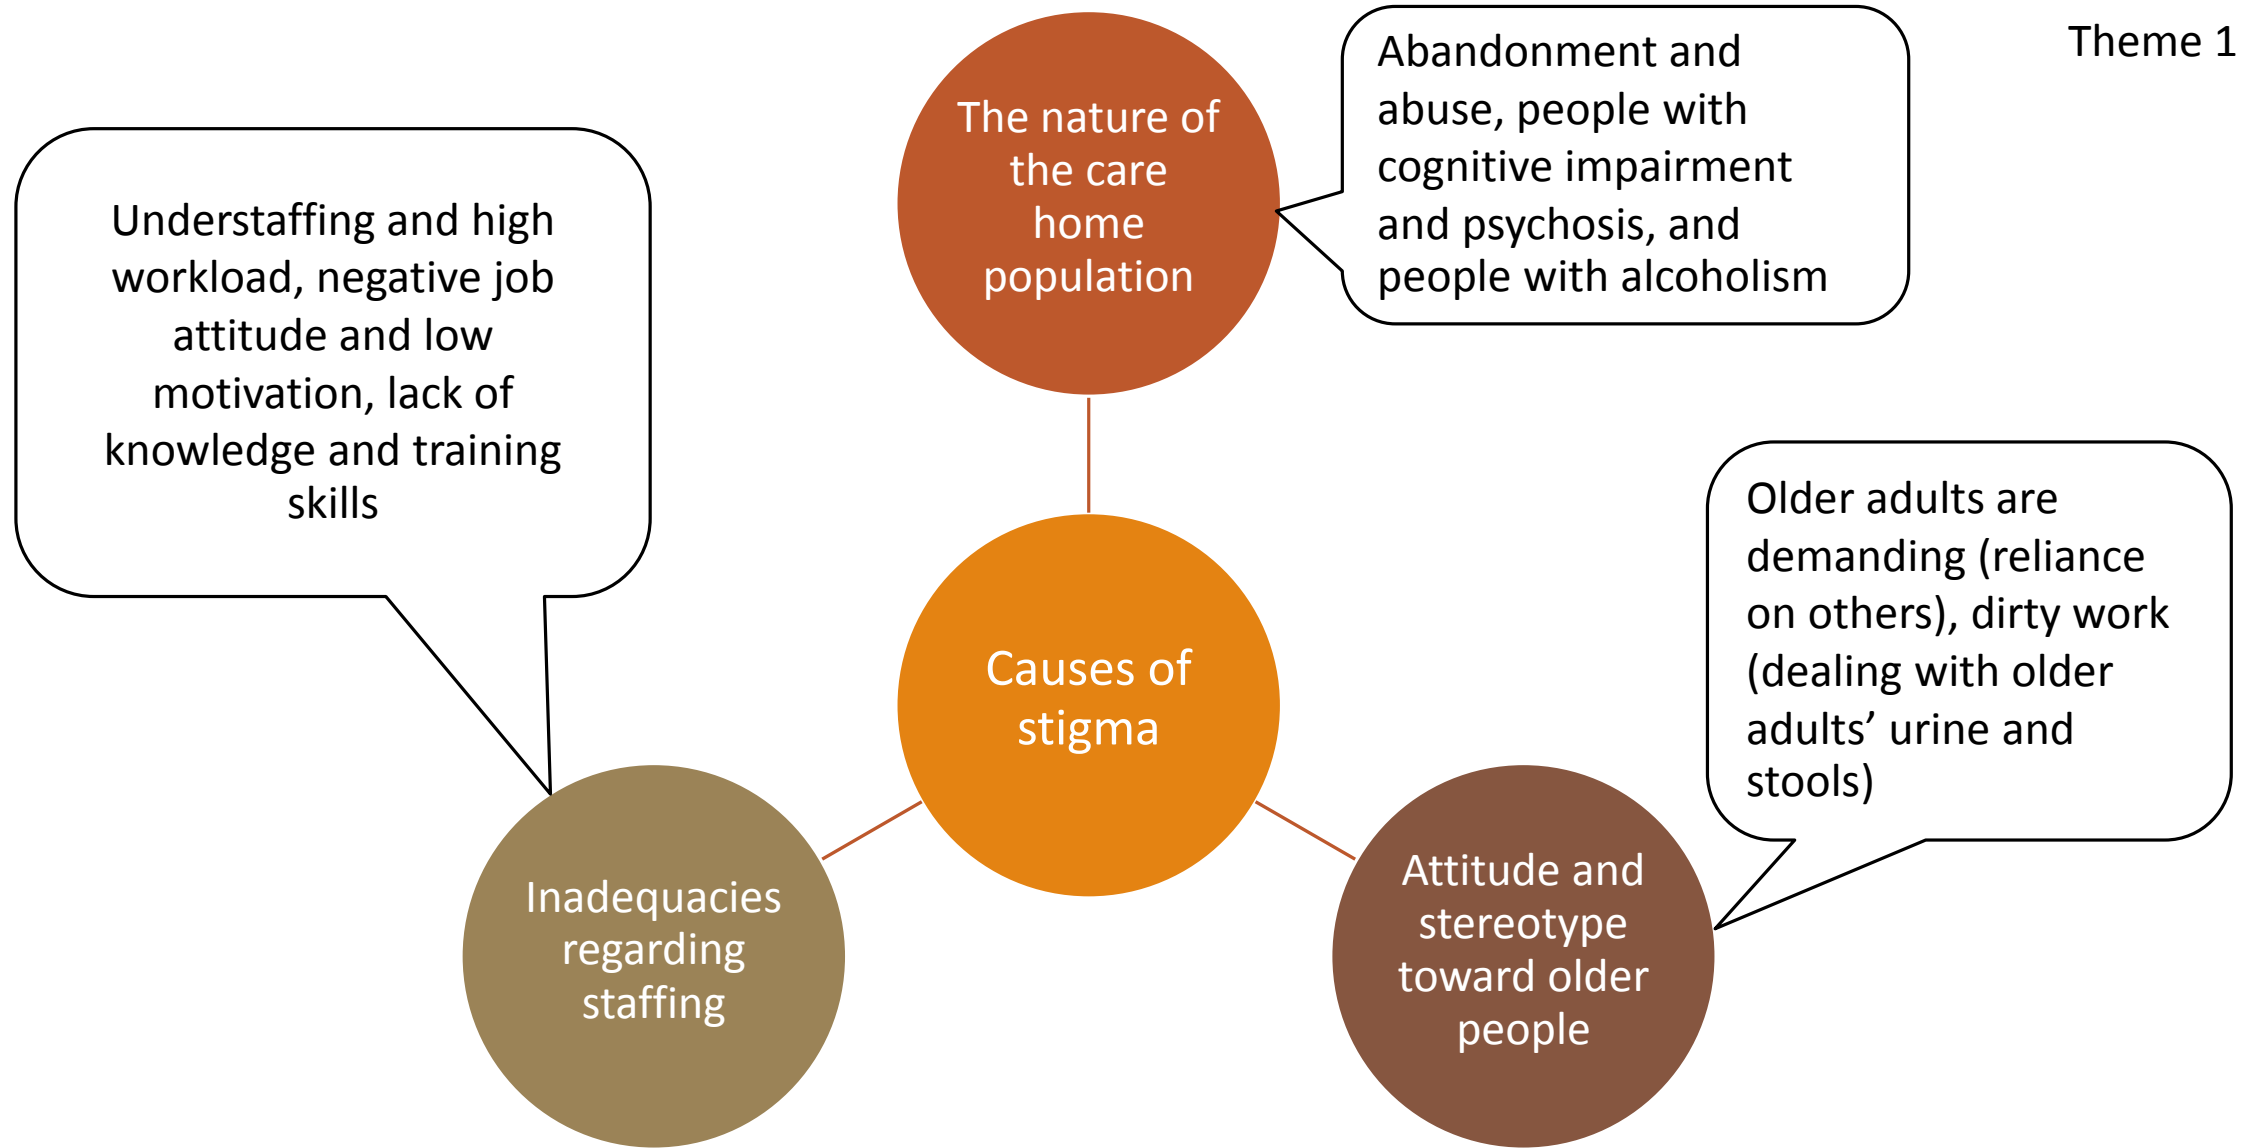 Theme 1
The nature of
the care
home
population
Abandonment and
abuse, people with
cognitive impairment
and psychosis, and
people with alcoholism
Understaffing and high
workload, negative job
attitude and low
motivation, lack of
knowledge and training
skills
Causes of
stigma
Older adults are
demanding (reliance
on others), dirty work
(dealing with older
adults’ urine and
stools)
Inadequacies
regarding
staffing
Attitude and
stereotype
toward older
people